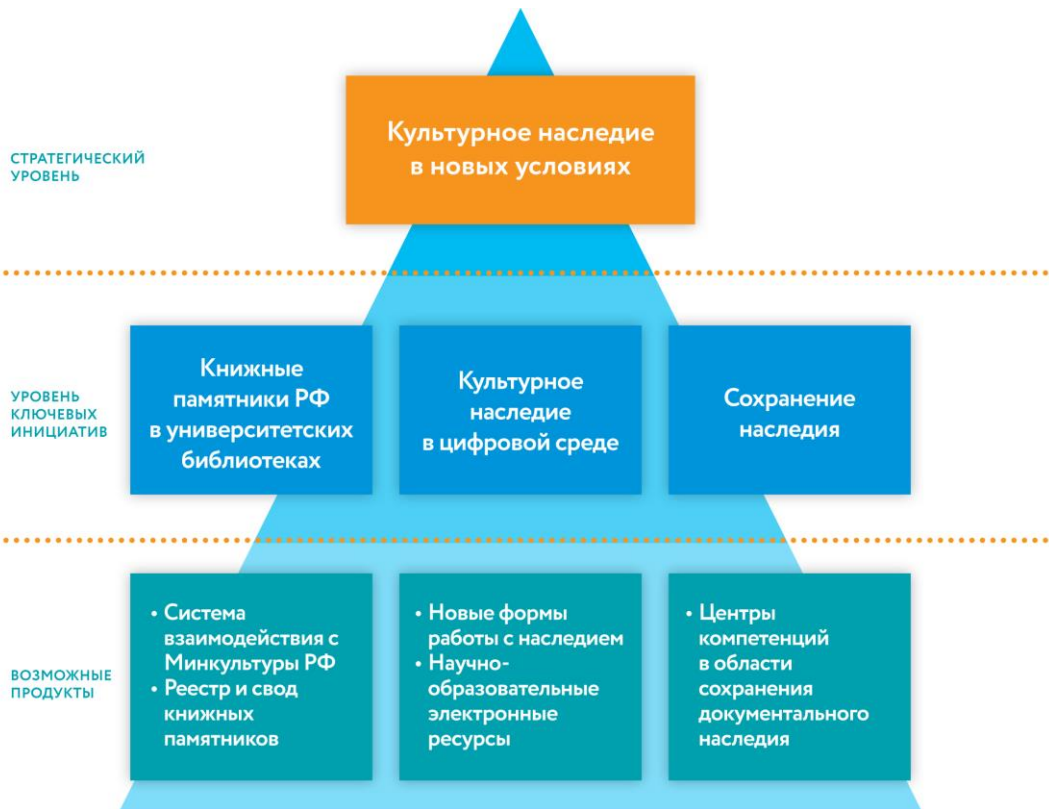 Культурное наследие
в новых условиях
СТРАТЕГИЧЕСКИЙ
УРОВЕНЬ
УРОВЕНЬ
КЛЮЧЕВЫХ
ИНИЦИАТИВ
Книжные
памятники РФ
в университетских
библиотеках
Культурное
наследие
в цифровой среде
Сохранение
наследия
ВОЗМОЖНЫЕ
ПРОДУКТЫ
• Система
взаимодействия с
Минкультуры РФ
• Реестр и свод
книжных
памятников
• Новые формы
работы с наследием
• Научно-
образовательные
электронные
ресурсы
• Центры
компетенций
в области
сохранения
документального
наследия